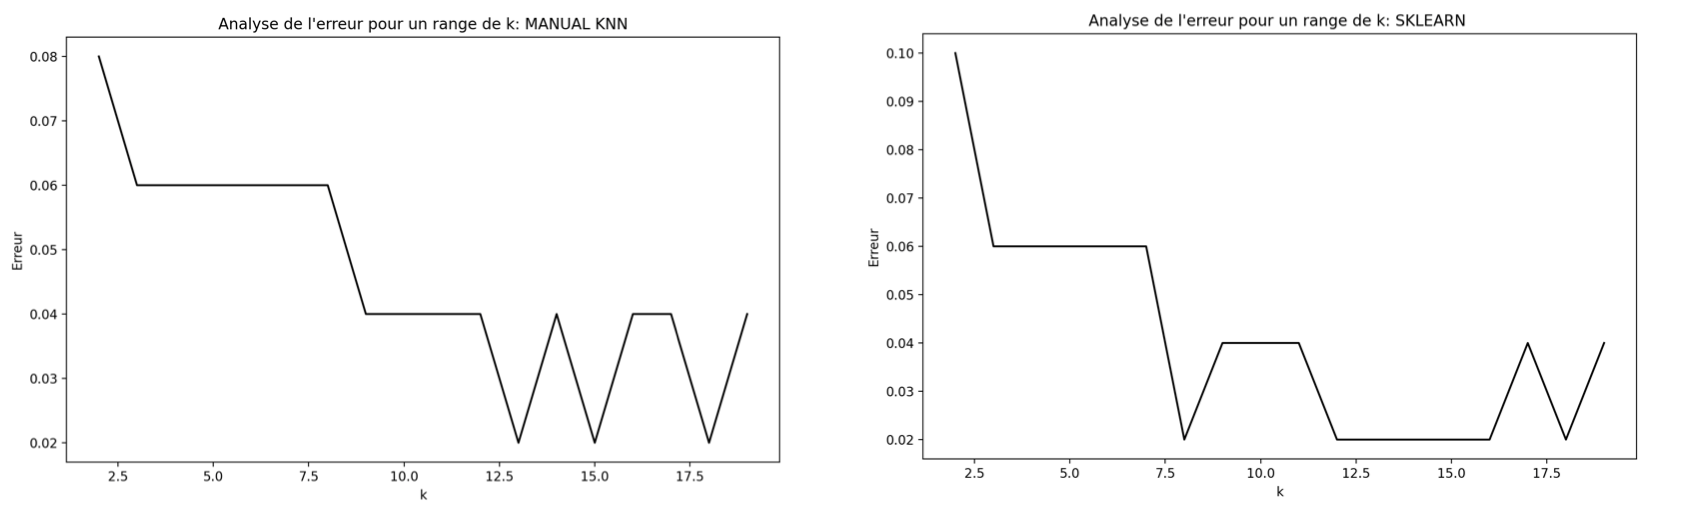 Analyse de l'erreur pour un range de k: MANUAL KNN
0.08
0.07
0.06
0.05
0.04
0.03
0.02
Erreur
2.5 5.0 7.5 10.0 12.5 15.0 17.5
k
Analyse de l'erreur pour un range de k: SKLEARN
0.10
0.09
0.08
0.07
0.06
0.05
0.04
0.03
0.02
Erreur
2.5 5.0 7.5 10.0 12.5 15.0 17.5
k